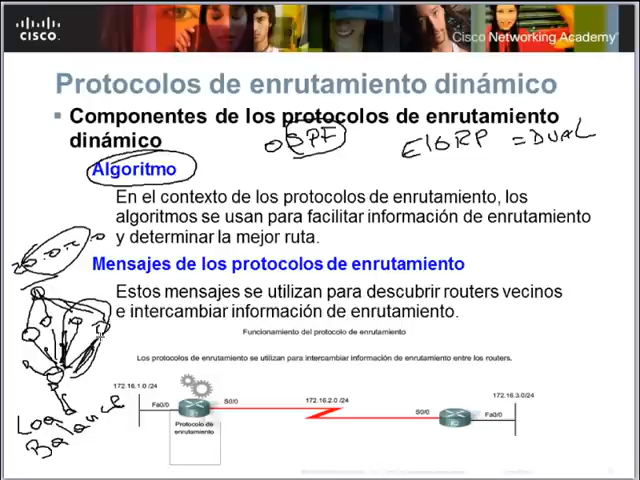 CISCO
Cisco Networking Academy
Protocolos de enrutamiento dinámico
Componentes de los protocolos de enrutamiento
dinámico
OSPF
EIGRP = DUAL
Algoritmo
En el contexto de los protocolos de enrutamiento, los
algoritmos se usan para facilitar información de enrutamiento
y determinar la mejor ruta.
Mensajes de los protocolos de enrutamiento
Estos mensajes se utilizan para descubrir routers vecinos
e intercambiar información de enrutamiento.
Funcionamiento del protocolo de enrutamiento
Los protocolos de enrutamiento se utilizan para intercambiar información de enrutamiento entre los routers.
172.16.1.0 /24
172.16.2.0 /24
172.16.3.0/24
Fa0/0
S0/0
S0/0
Fa0/0
Protocolo de
enrutamiento
Load
Balance